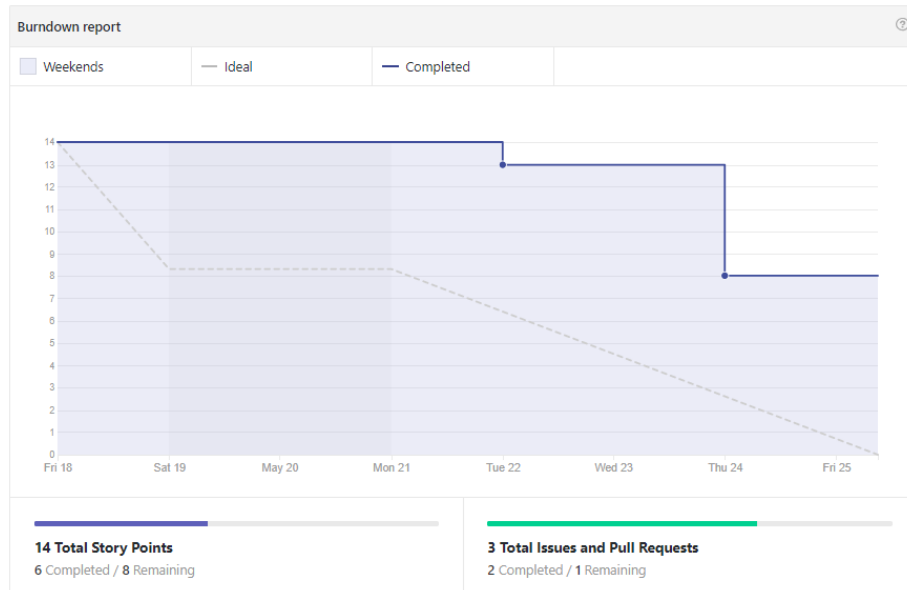 Burndown report
Weekends
Ideal
Completed
14
13
12
11
10
9
8
7
6
5
4
3
2
1
0
Fri 18 Sat 19 May 20 Mon 21 Tue 22 Wed 23 Thu 24 Fri 25
14 Total Story Points
6 Completed / 8 Remaining
3 Total Issues and Pull Requests
2 Completed / 1 Remaining